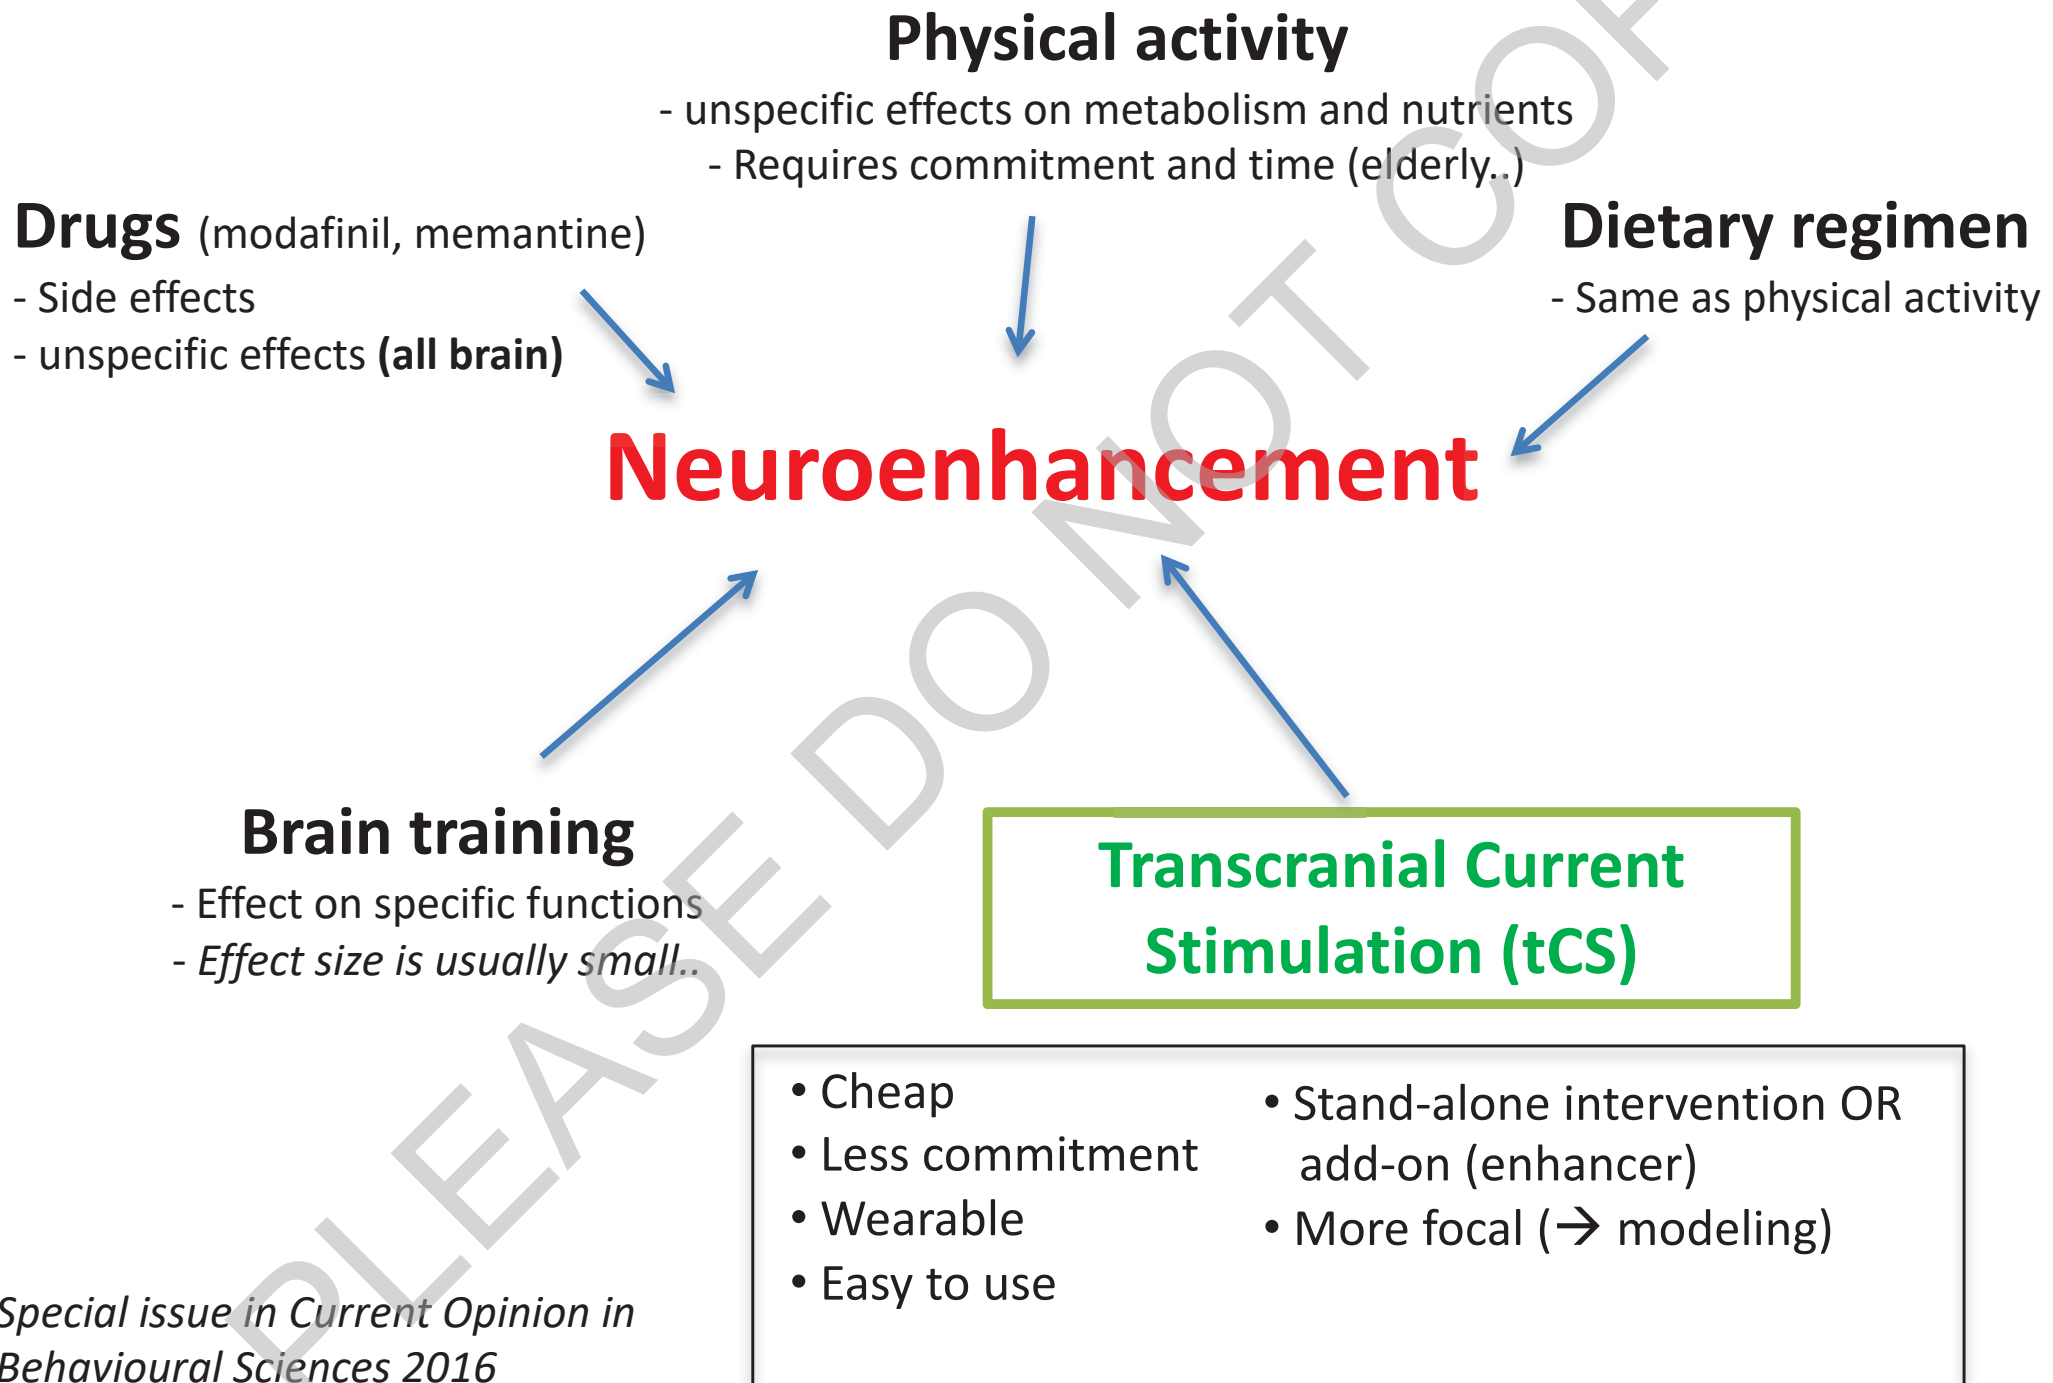 Physical activity
- unspecific effects on metabolism and nutrients
- Requires commitment and time (elderly..)
Drugs (modafinil, memantine)
- Side effects
- unspecific effects (all brain)
Dietary regimen
- Same as physical activity
Neuroenhancement
Brain training
- Effect on specific functions
- Effect size is usually small..
Transcranial Current
Stimulation (tCS)
• Cheap
• Less commitment
• Wearable
• Easy to use
• Stand-alone intervention OR
add-on (enhancer)
• More focal (→ modeling)
Special issue in Current Opinion in
Behavioural Sciences 2016
PLEASE DO NOT COP